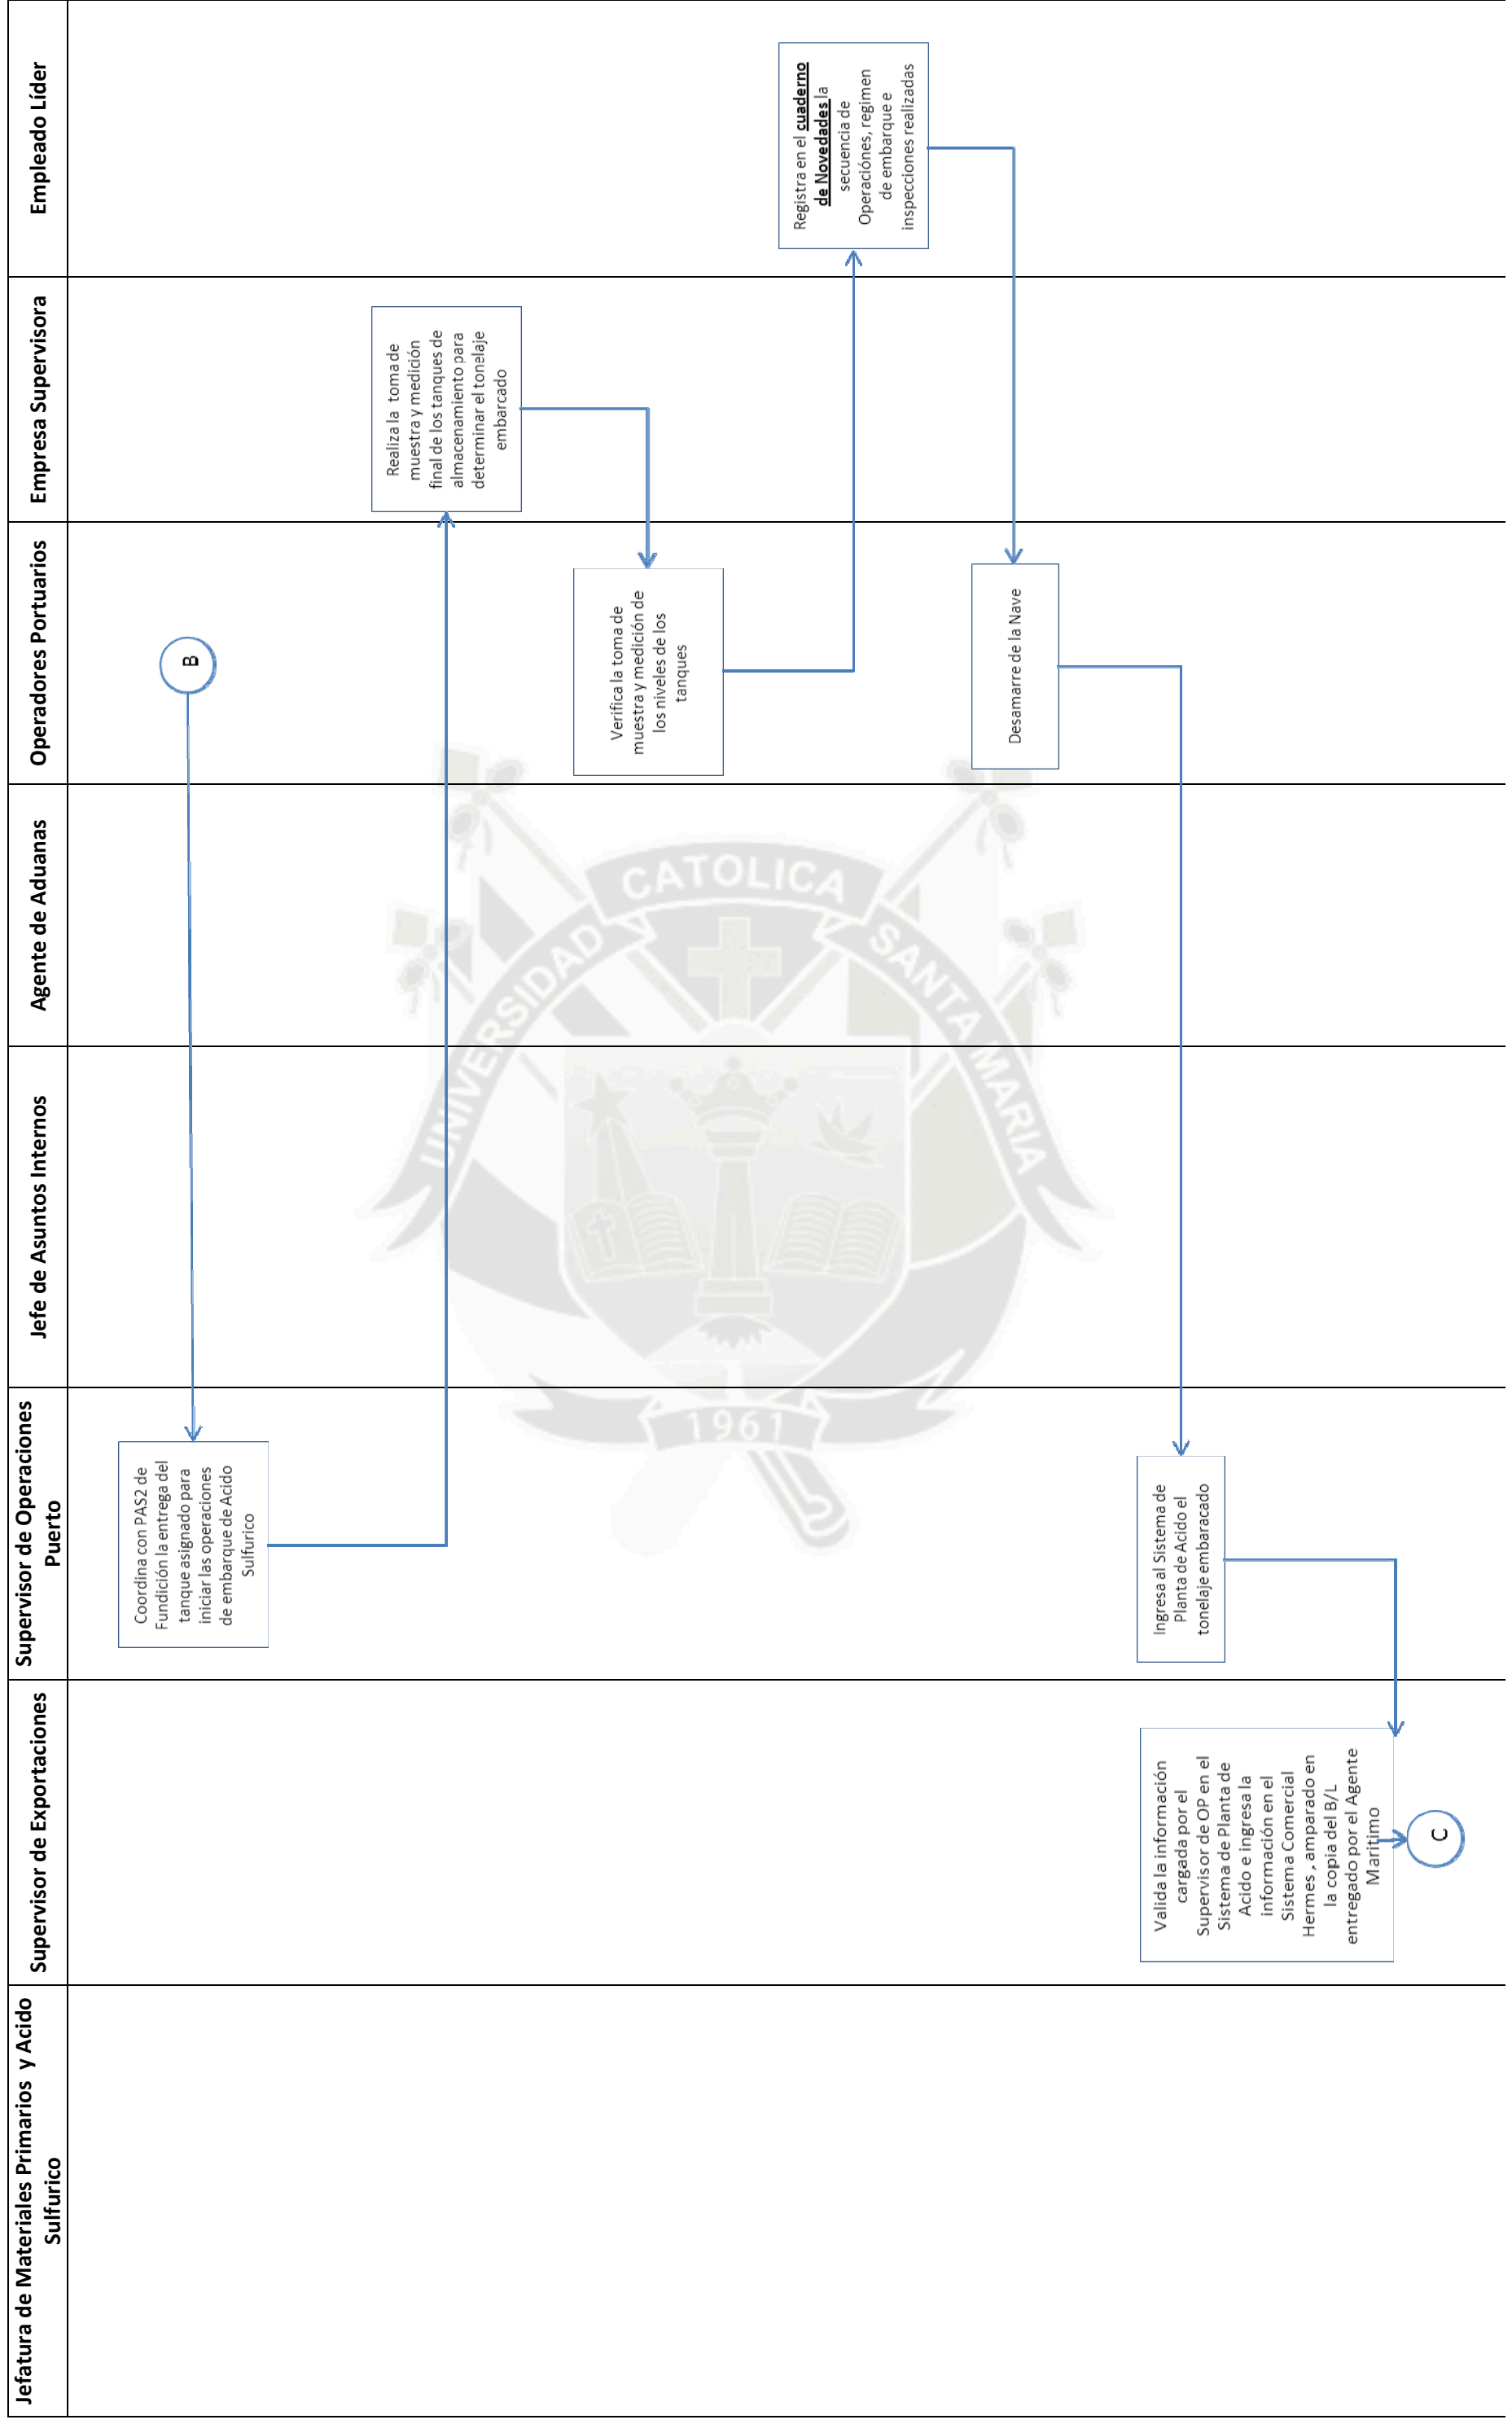 Jefatura de Materiales Primarios y Acido
Sulfurico
Supervisor de Exportaciones
Supervisor de Operaciones
Puerto
Jefe de Asuntos Internos
Agente de Aduanas
Operadores Portuarios
Empresa Supervisora
Empleado Líder
B
Coordina con PAS2 de
Fundición la entrega del
tanque asignado para
iniciar las operaciones
de embarque de Acido
Sulfurico
Realiza la toma de
muestra y medición
final de los tanques de
almacenamiento para
determinar el tonelaje
embarcado
Verifica la toma de
muestra y medición de
los niveles de los
tanques
Registra en el cuaderno
de Novedades la
secuencia de
Operaciónes, regimen
de embarque e
inspecciones realizadas
Desamarre de la Nave
Ingresa al Sistema de
Planta de Acido el
tonelaje embaracado
Valida la información
cargada por el
Supervisor de OP en el
Sistema de Planta de
Acido e ingresa la
información en el
Sistema Comercial
Hermes , amparado en
la copia del B/L
entregado por el Agente
Maritimo
C
UNIVERSIDAD
CATOLICA
SANTA MARIA
1961